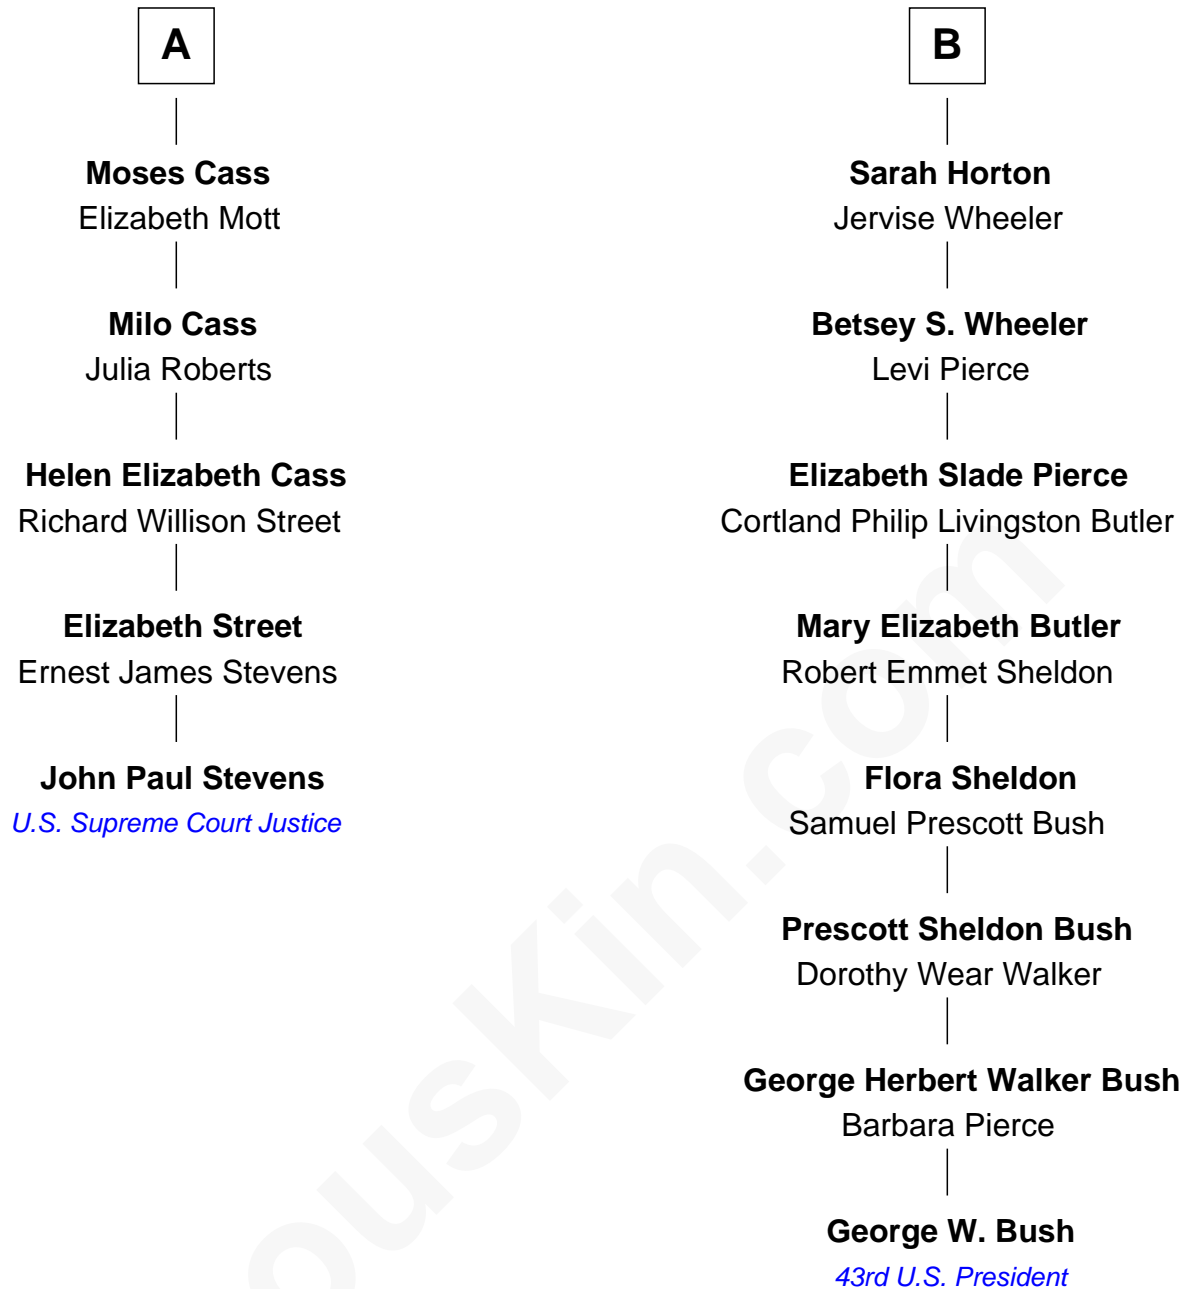 A
Moses Cass
Elizabeth Mott
Milo Cass
Julia Roberts
Helen Elizabeth Cass
Richard Willison Street
Elizabeth Street
Ernest James Stevens
John Paul Stevens
U.S. Supreme Court Justice
B
Sarah Horton
Jervise Wheeler
Betsey S. Wheeler
Levi Pierce
Elizabeth Slade Pierce
Cortland Philip Livingston Butler
Mary Elizabeth Butler
Robert Emmet Sheldon
Flora Sheldon
Samuel Prescott Bush
Prescott Sheldon Bush
Dorothy Wear Walker
George Herbert Walker Bush
Barbara Pierce
George W. Bush
43rd U.S. President
ousKin.com